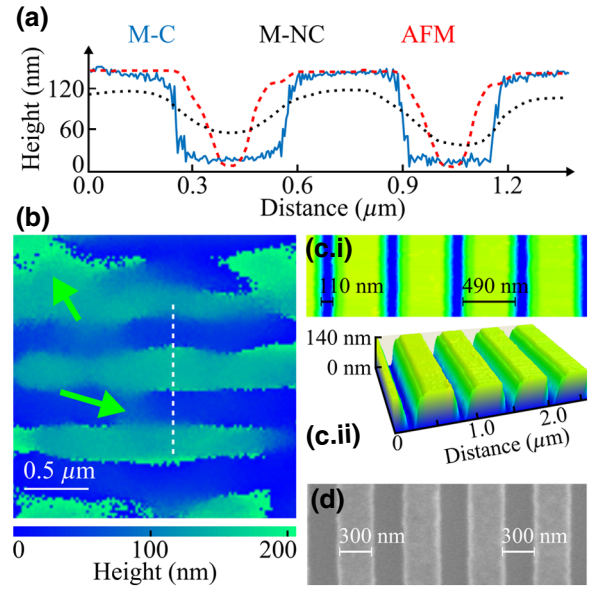 (a)
M-C M-NC AFM
Height (nm)
120
60
0
0.0 0.3 0.6 0.9 1.2
Distance (μm)
(b)
0.5 μm
0 100 200
Height (nm)
(c.i)
110 nm 490 nm
140 nm
0 nm
(c.ii)
0 1.0 2.0
Distance (μm)
(d)
300 nm 300 nm